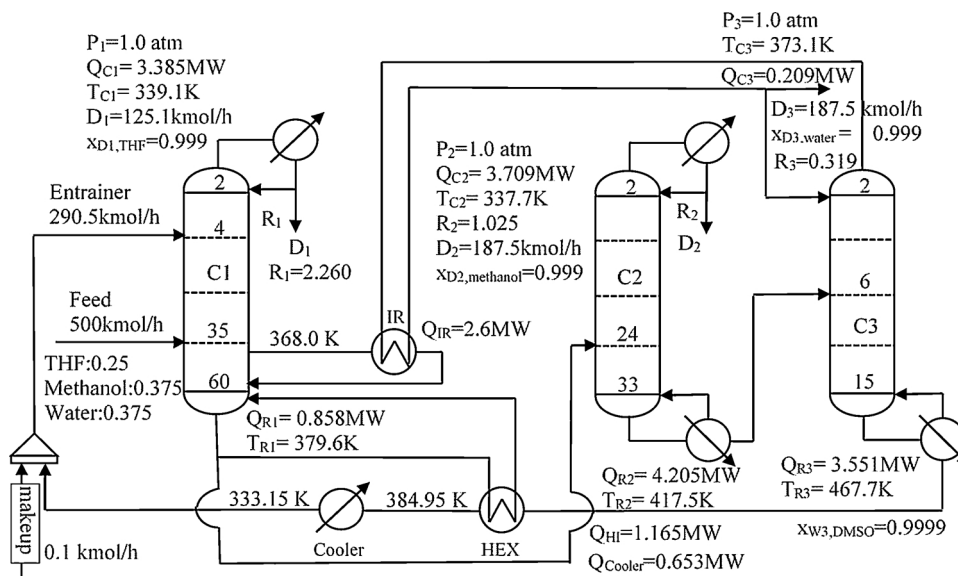 P1=1.0 atm
QC1= 3.385MW
TC1= 339.1K
D1=125.1kmol/h
xD1,THF=0.999
P3=1.0 atm
TC3= 373.1K
QC3=0.209MW
D3=187.5 kmol/h
xD3,water= 0.999
R3=0.319
P2=1.0 atm
QC2= 3.709MW
TC2= 337.7K
R2=1.025
D2=187.5kmol/h
xD2,methanol=0.999
Entrainer
290.5kmol/h
2
4
C1
35
60
R1
D1
R1=2.260
Feed
500kmol/h
THF:0.25
Methanol:0.375
Water:0.375
368.0 K
IR
QIR=2.6MW
2
C2
24
33
R2
D2
2
6
C3
15
QR1= 0.858MW
TR1= 379.6K
QR2= 4.205MW
TR2= 417.5K
QR3= 3.551MW
TR3= 467.7K
xW3,DMSO=0.9999
333.15 K
384.95 K
Cooler
HEX
QHI= 1.165MW
QCooler=0.653MW
makeup
0.1 kmol/h